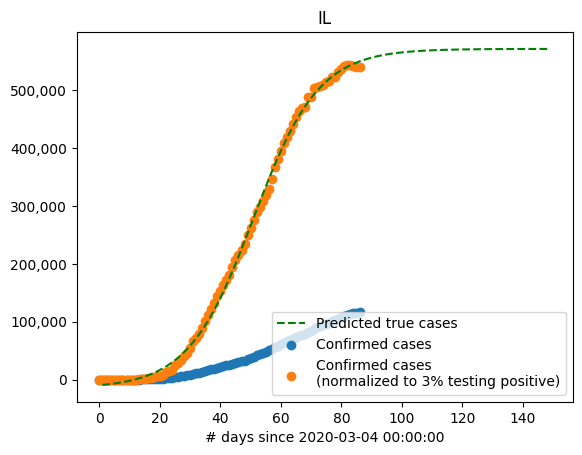 IL
500,000
400,000
300,000
200,000
100,000
0
Predicted true cases
Confirmed cases
Confirmed cases
(normalized to 3% testing positive)
0 20 40 60 80 100 120 140
# days since 2020-03-04 00:00:00